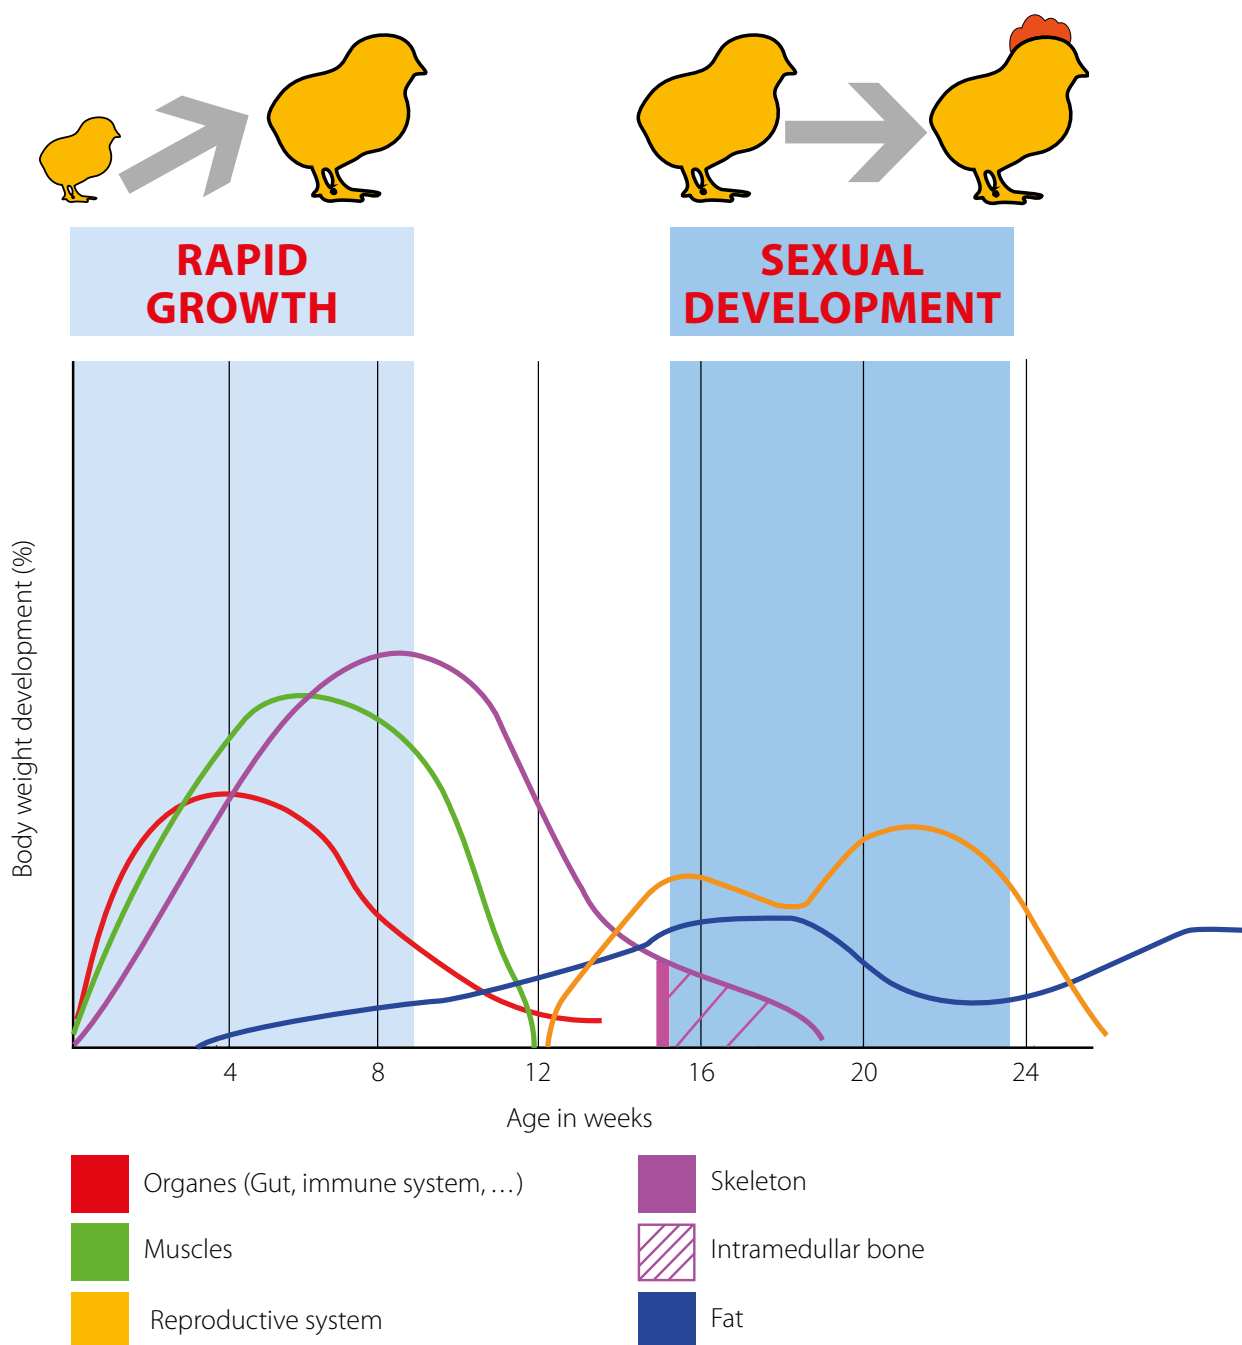 RAPID
GROWTH
SEXUAL
DEVELOPMENT
Body weight development (%)
4 8 12 16 20 24
Age in weeks
Organes (Gut, immune system, …)
Skeleton
Muscles
Intramedullar bone
Reproductive system
Fat